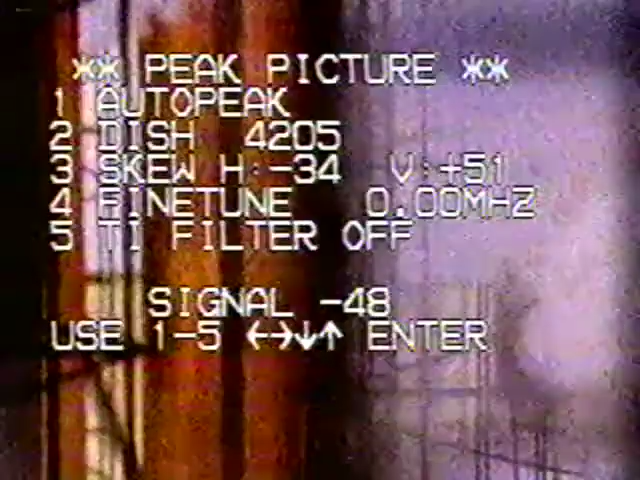 ** PEAK PICTURE **
1 AUTOPEAK
2 DISH 4205
3 SKEW H:-34 V:+51
4 FINETUNE 0.00MHZ
5 TI FILTER OFF
SIGNAL -48
USE 1-5 ←→↓↑ ENTER